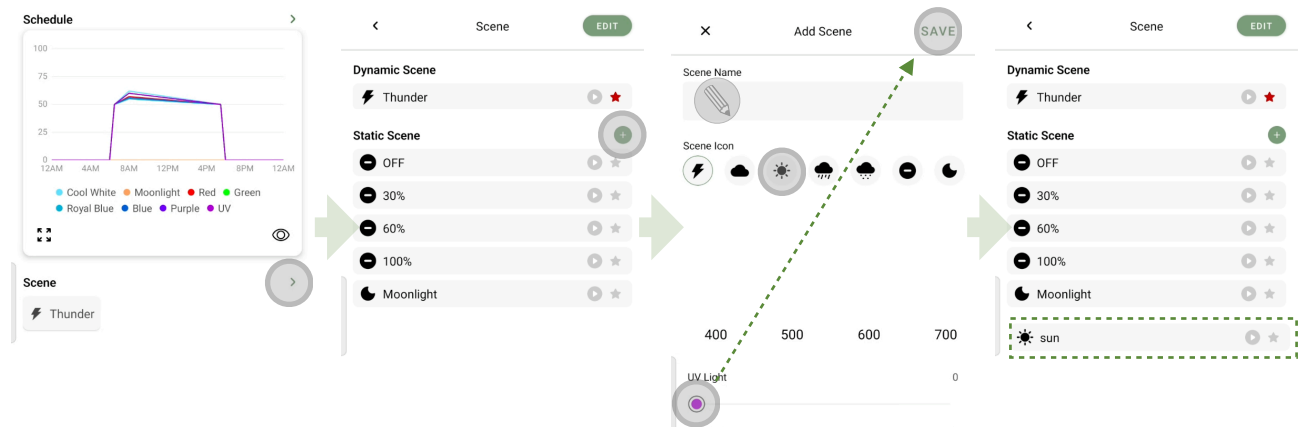 Schedule
100
75
50
25
0
12AM 4AM 8AM 12PM 4PM 8PM 12AM
Cool White Moonlight Red Green
Royal Blue Blue Purple UV
Scene
Thunder
Scene EDIT
Dynamic Scene
Thunder
Static Scene
OFF
30%
60%
100%
Moonlight
Add Scene SAVE
Scene Name
Scene Icon
400 500 600 700
UV Light 0
Scene EDIT
Dynamic Scene
Thunder
Static Scene
OFF
30%
60%
100%
Moonlight
sun